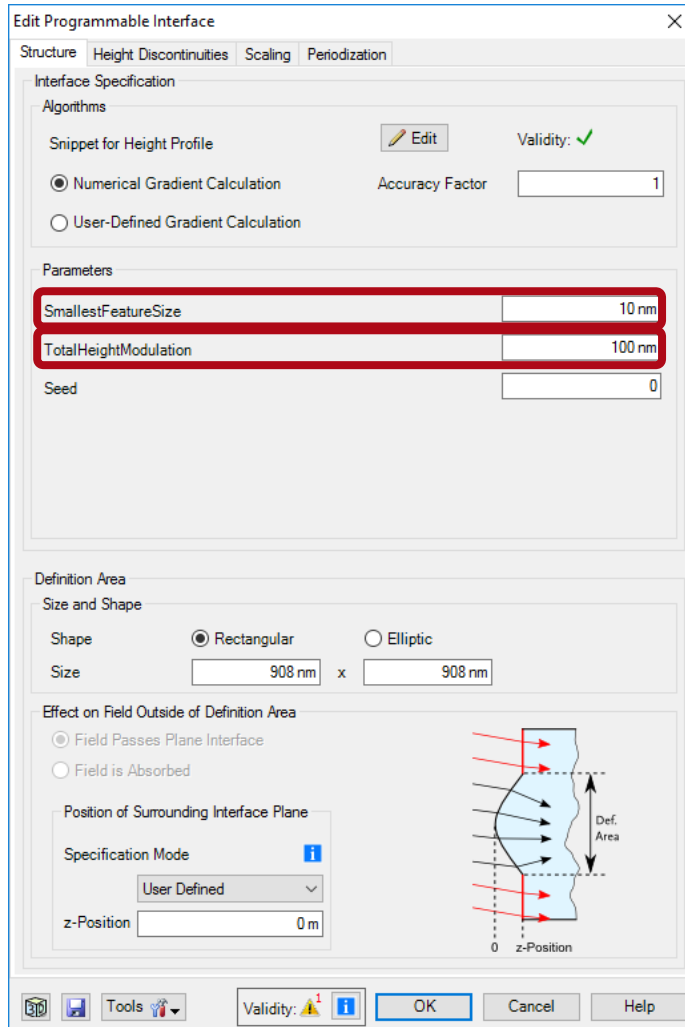 Edit Programmable Interface
Structure Height Discontinuities Scaling Periodization
Interface Specification
Algorithms
Snippet for Height Profile Edit Validity:
Numerical Gradient Calculation Accuracy Factor 1
User-Defined Gradient Calculation
Parameters
SmallestFeatureSize 10 nm
TotalHeightModulation 100 nm
Seed 0
Definition Area
Size and Shape
Shape Rectangular Elliptic
Size 908 nm x 908 nm
Effect on Field Outside of Definition Area
Field Passes Plane Interface
Field is Absorbed
Position of Surrounding Interface Plane
Specification Mode
User Defined
z-Position 0 m
Def.
Area
0 z-Position
3D Tools Validity: 1 OK Cancel Help